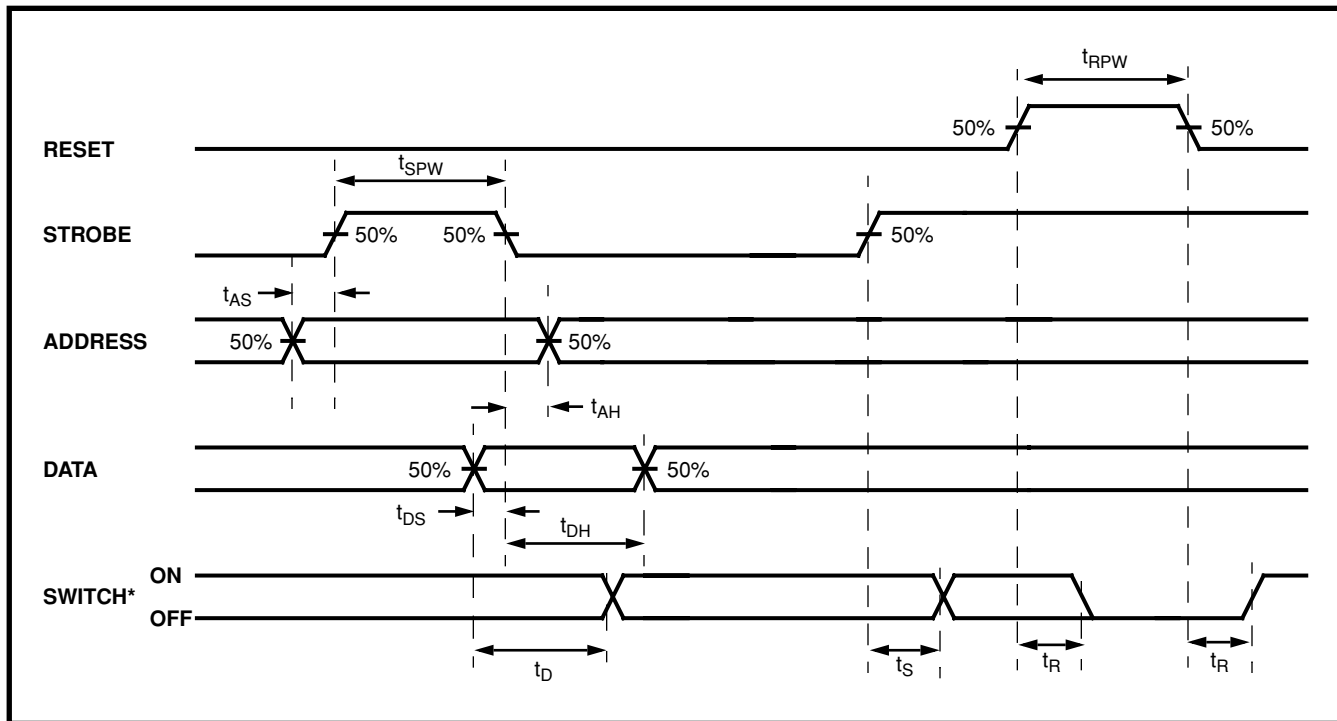 tRPW
50% 50%
RESET
tSPW
STROBE 50% 50% 50%
tAS
ADDRESS 50% 50%
tAH
DATA 50% 50%
tDS
tDH
ON
SWITCH*
OFF
tD tS tR tR